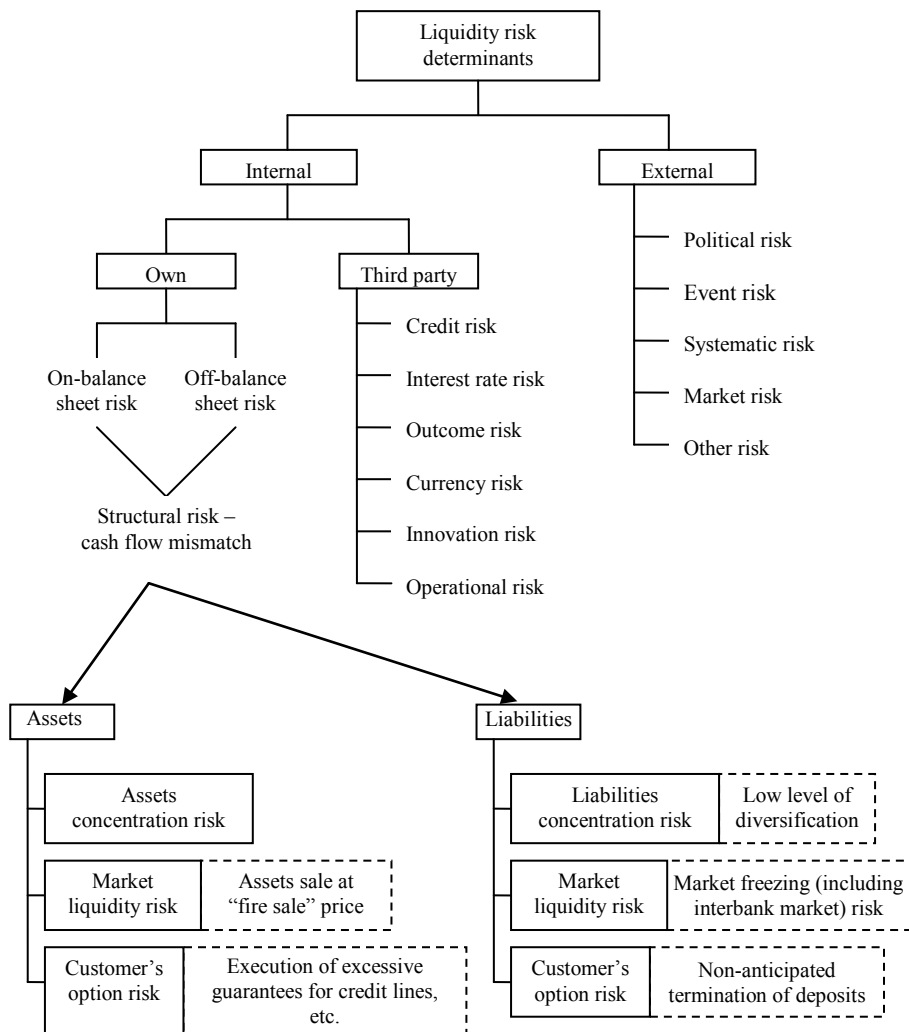 Liquidity risk
determinants
Internal
External
Own
Third party
Political risk
Event risk
Systematic risk
Market risk
Other risk
Credit risk
Interest rate risk
Outcome risk
Currency risk
Innovation risk
Operational risk
On-balance
sheet risk
Off-balance
sheet risk
Structural risk –
cash flow mismatch
Assets
Assets
concentration risk
Market
liquidity risk
Assets sale at
“fire sale” price
Customer’s
option risk
Execution of excessive
guarantees for credit lines,
etc.
Liabilities
Liabilities
concentration risk
Low level of
diversification
Market
liquidity risk
Market freezing (including
interbank market) risk
Customer’s
option risk
Non-anticipated
termination of deposits